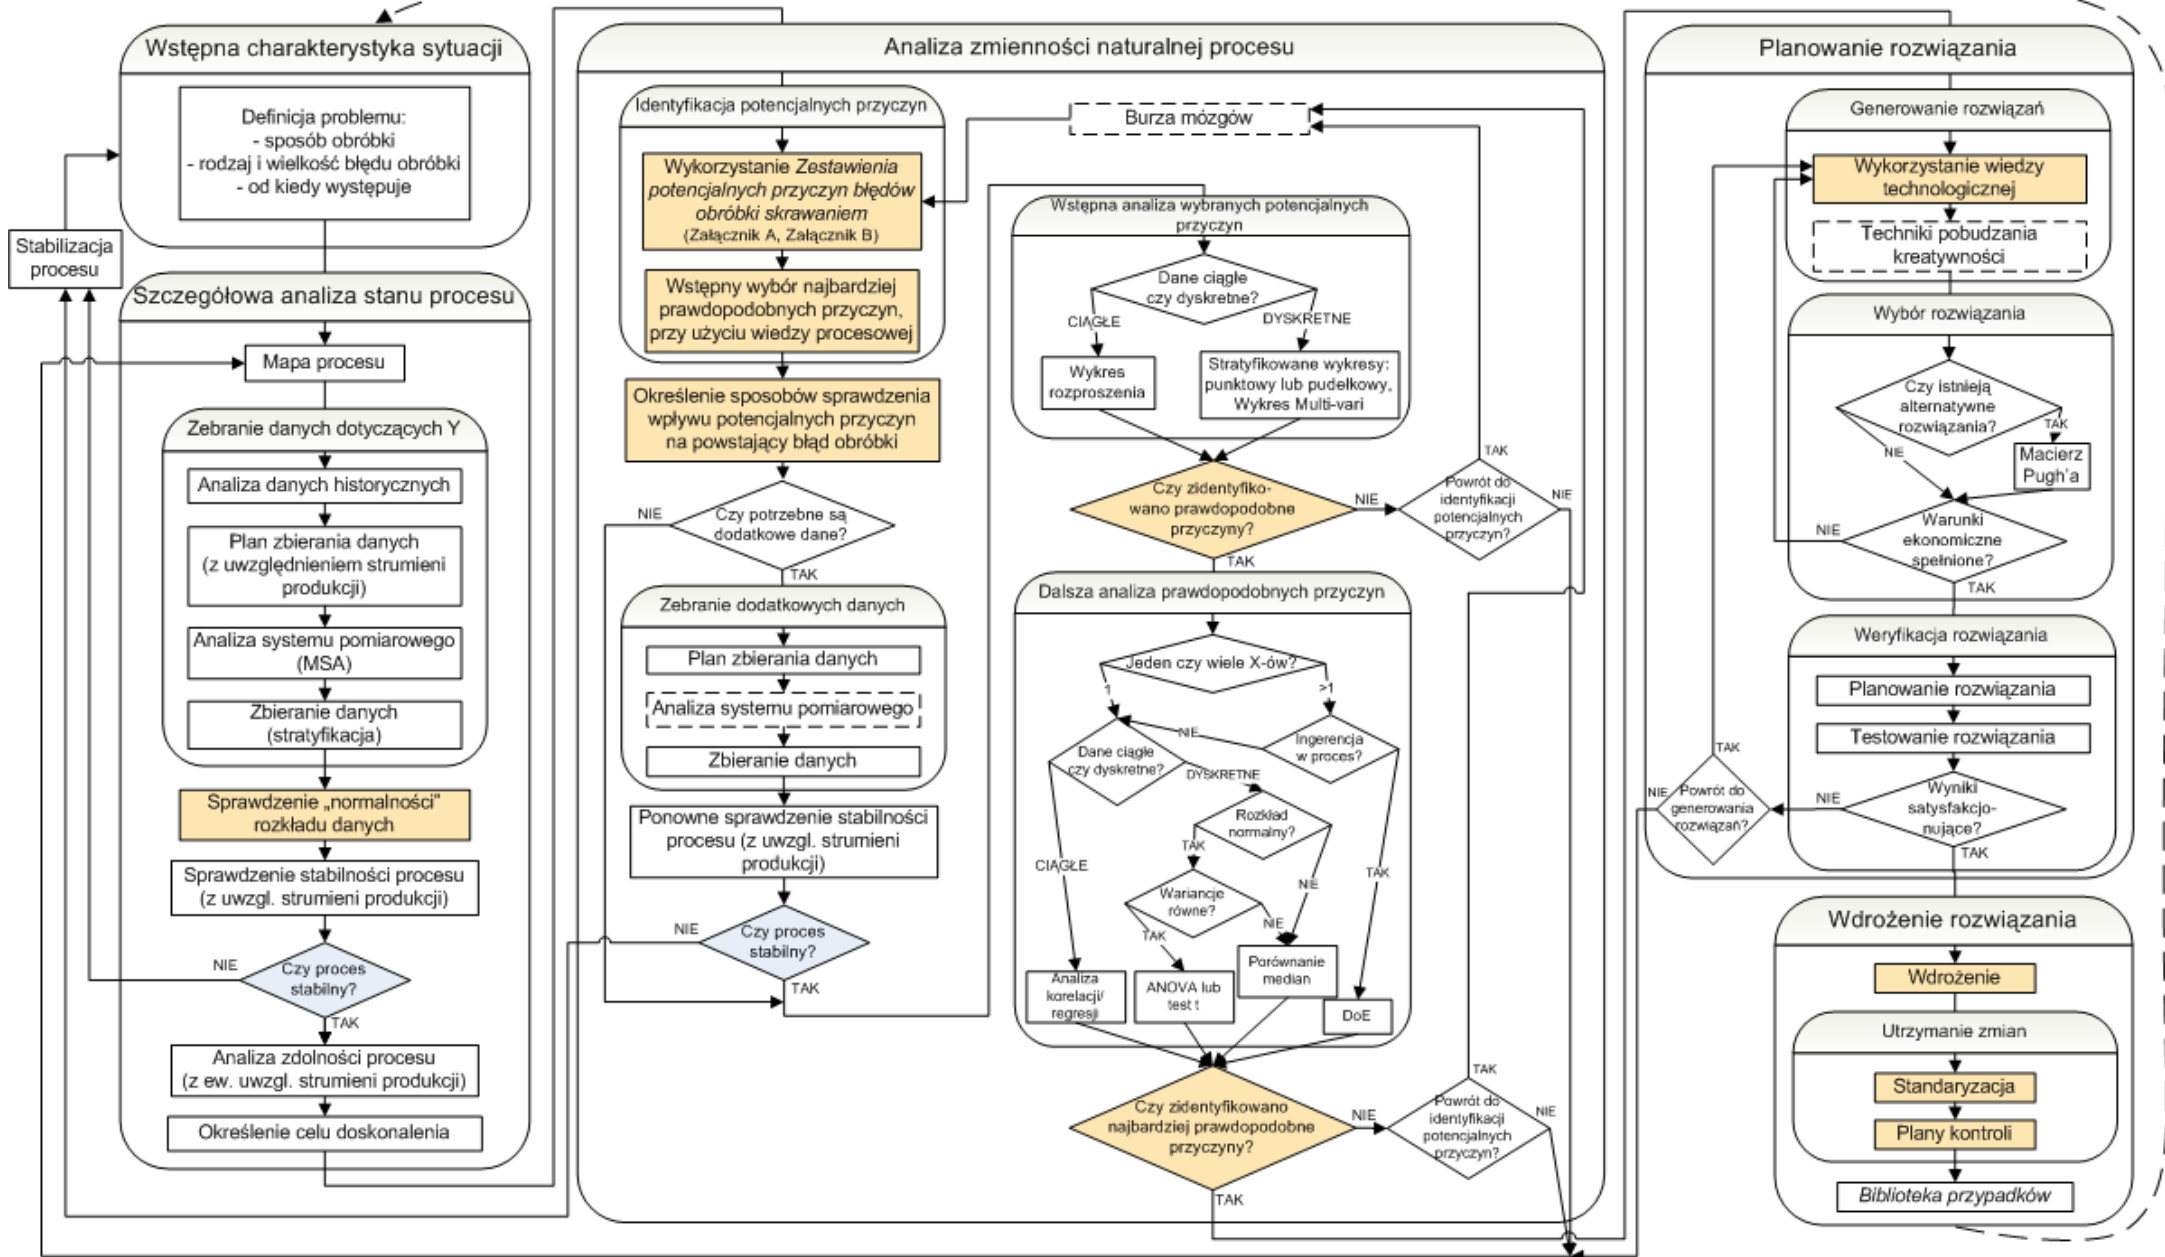 Wstępna charakterystyka sytuacji
Definicja problemu:
- sposób obróbki
- rodzaj i wielkość błędu obróbki
- od kiedy występuje
Stabilizacja
procesu
Szczegółowa analiza stanu procesu
Mapa procesu
Zebranie danych dotyczących Y
Analiza danych historycznych
Plan zbierania danych
(z uwzględnieniem strumieni
produkcji)
Analiza systemu pomiarowego
(MSA)
Zbieranie danych
(stratyfikacja)
Sprawdzenie „normalności”
rozkładu danych
Sprawdzenie stabilności procesu
(z uwzgl. strumieni produkcji)
Czy proces
stabilny?
NIE
TAK
Analiza zdolności procesu
(z ew. uwzgl. strumieni produkcji)
Określenie celu doskonalenia
Analiza zmienności naturalnej procesu
Identyfikacja potencjalnych przyczyn
Wykorzystanie Zestawienia
potencjalnych przyczyn błędów
obróbki skrawaniem
(Załącznik A, Załącznik B)
Wstępny wybór najbardziej
prawdopodobnych przyczyn,
przy użyciu wiedzy procesowej
Określenie sposobów sprawdzenia
wpływu potencjalnych przyczyn
na powstający błąd obróbki
NIE
Czy potrzebne są
dodatkowe dane?
TAK
Zebranie dodatkowych danych
Plan zbierania danych
Analiza systemu pomiarowego
Zbieranie danych
Ponowne sprawdzenie stabilności
procesu (z uwzgl. strumieni
produkcji)
NIE
Czy proces
stabilny?
TAK
Burza mózgów
Wstępna analiza wybranych potencjalnych
przyczyn
Dane ciągłe
czy dyskretne?
CIĄGŁE
DYSKRETNE
Wykres
rozproszenia
Stratyfikowane wykresy:
punktowy lub pudełkowy,
Wykres Multi-vari
Czy zidentyfiko-
wano prawdopodobne
przyczyny?
NIE
TAK
TAK
Powrót do
identyfikacji
potencjalnych
przyczyn?
NIE
Dalsza analiza prawdopodobnych przyczyn
Jeden czy wiele X-ów?
1
>1
Dane ciągłe
czy dyskretne?
NIE
Ingerencja
w proces?
DYSKRETNE
Rozkład
normalny?
CIĄGŁE
TAK
NIE
TAK
Wariancje
równe?
TAK
NIE
Analiza
korelacji/
regresji
ANOVA lub
test t
Porównanie
median
DoE
Czy zidentyfikowano
najbardziej prawdopodobne
przyczyny?
NIE
TAK
TAK
Powrót do
identyfikacji
potencjalnych
przyczyn?
NIE
Planowanie rozwiązania
Generowanie rozwiązań
Wykorzystanie wiedzy
technologicznej
Techniki pobudzania
kreatywności
Wybór rozwiązania
Czy istnieją
alternatywne
rozwiązania?
TAK
NIE
Macierz
Pugh'a
Warunki
ekonomiczne
spełnione?
NIE
TAK
Weryfikacja rozwiązania
Planowanie rozwiązania
Testowanie rozwiązania
Wyniki
satysfakcjo-
nujące?
NIE
TAK
TAK
Powrót do
generowania
rozwiązań?
NIE
Wdrożenie rozwiązania
Wdrożenie
Utrzymanie zmian
Standaryzacja
Plany kontroli
Biblioteka przypadków